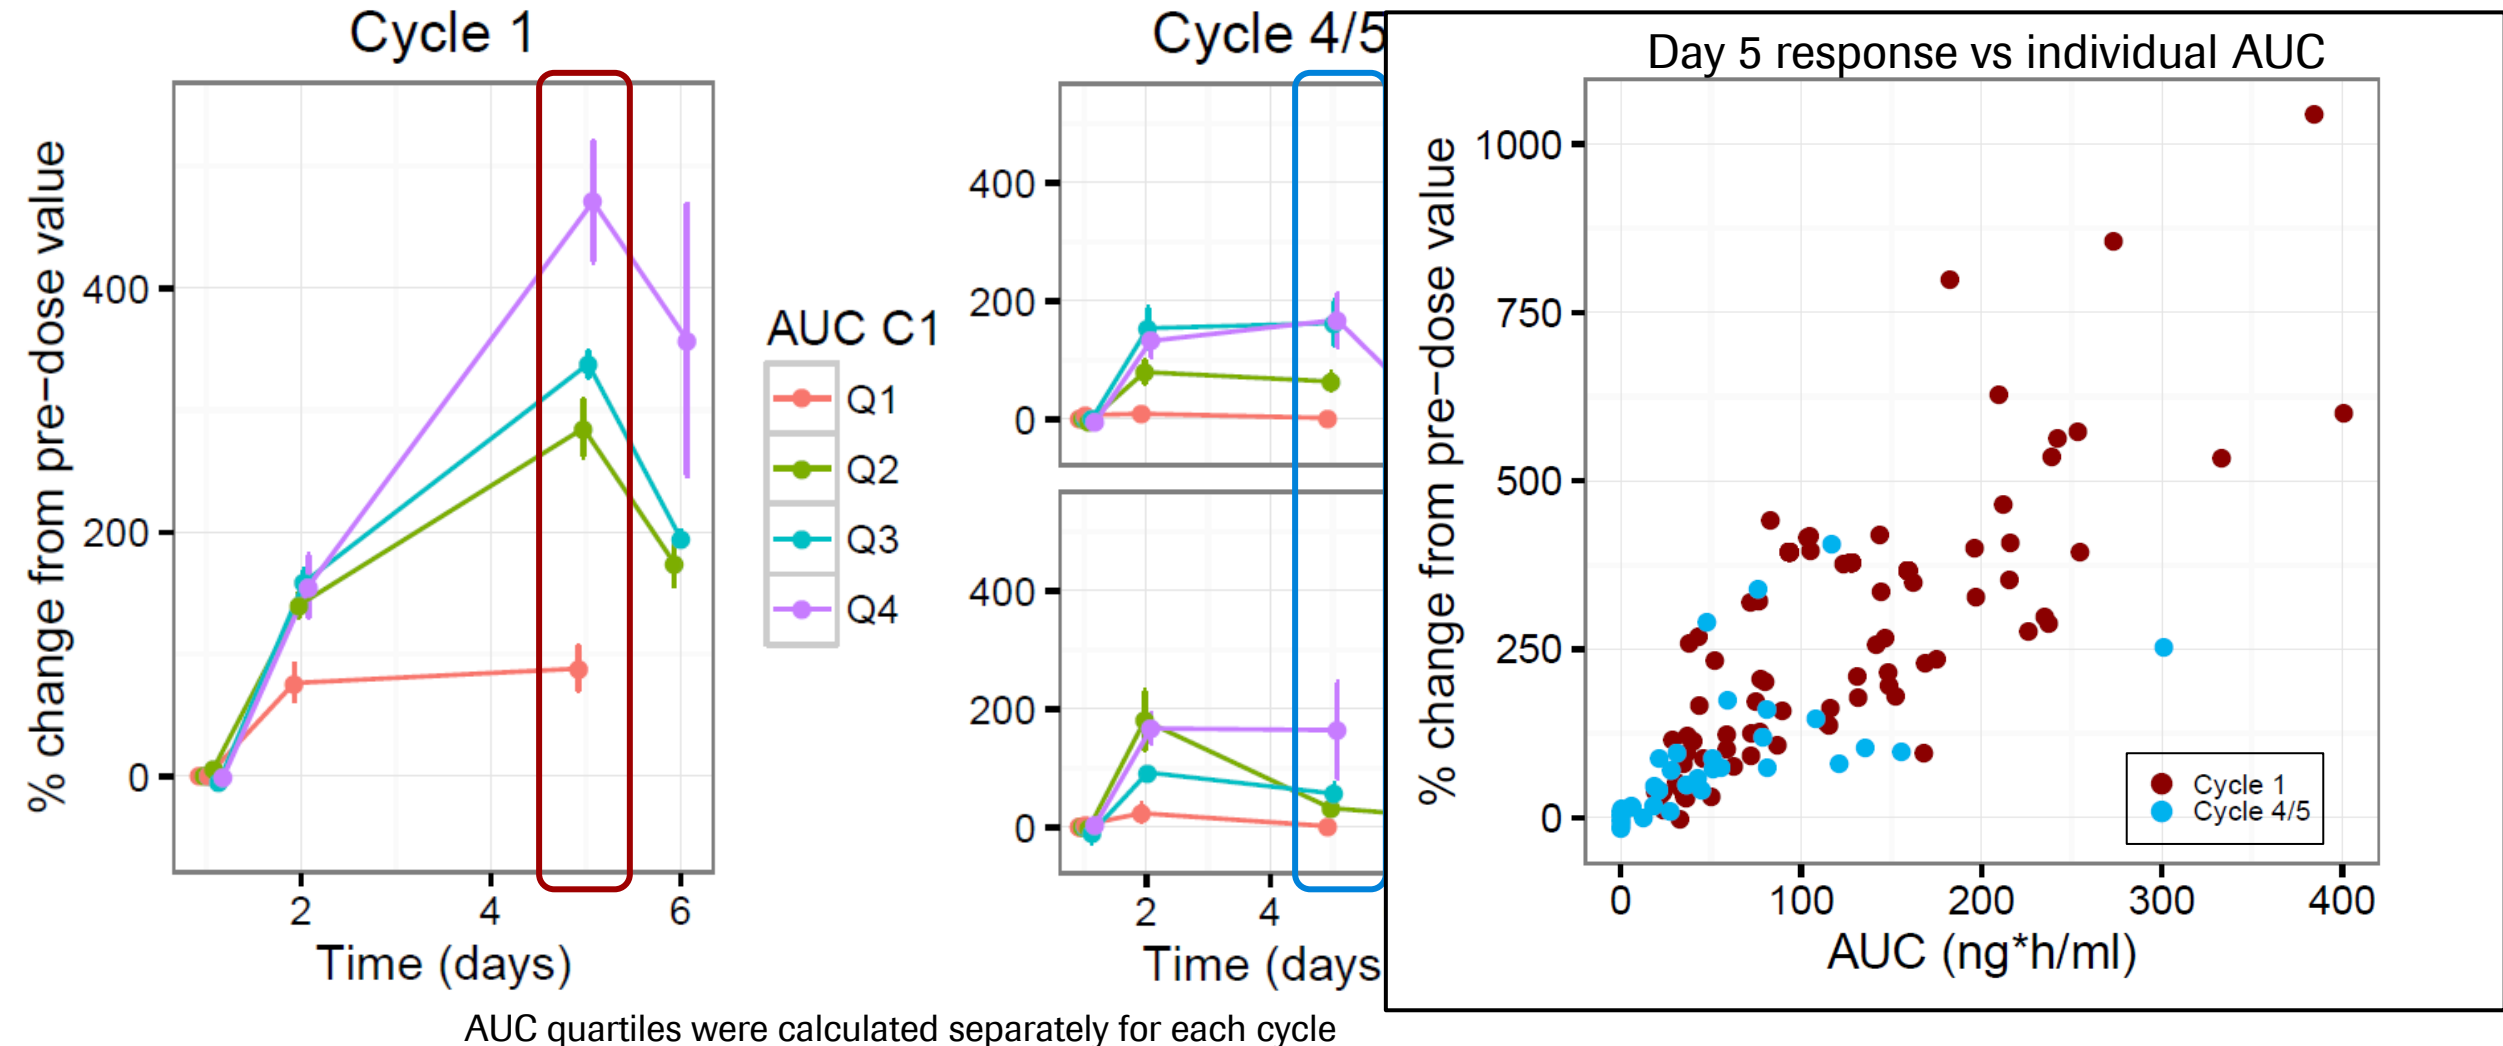 Cycle 1
% change from pre-dose value
400
200
0
2
4
6
Time (days)
AUC C1
Q1
Q2
Q3
Q4
Cycle 4/5
400
200
0
400
200
0
2
4
Time (days
Day 5 response vs individual AUC
% change from pre-dose value
1000
750
500
250
0
0
100
200
300
400
AUC (ng*h/ml)
Cycle 1
Cycle 4/5
AUC quartiles were calculated separately for each cycle